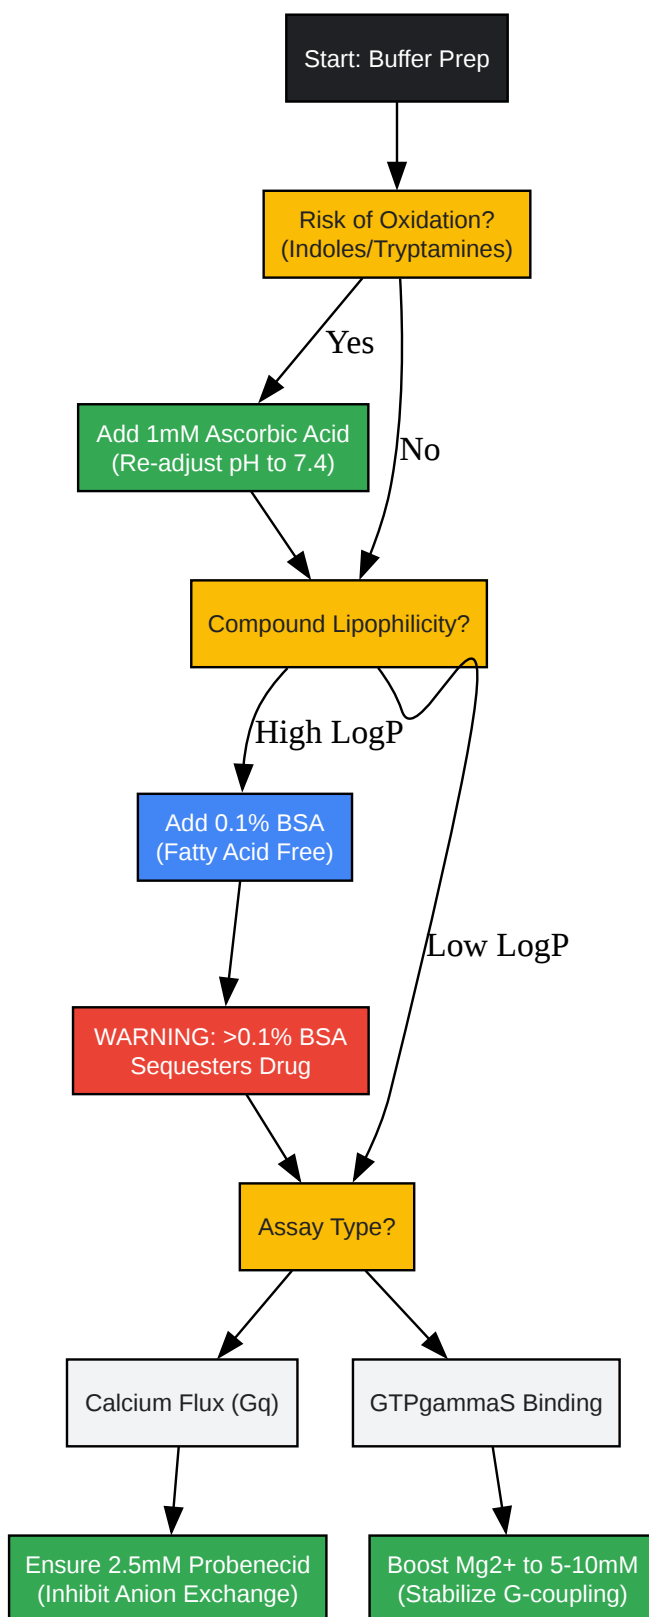 Start: Buffer Prep
Risk of Oxidation?
(Indoles/Tryptamines)
Yes
Add 1mM Ascorbic Acid
(Re-adjust pH to 7.4)
No
Compound Lipophilicity?
High LogP
Add 0.1% BSA
(Fatty Acid Free)
Low LogP
WARNING: >0.1% BSA
Sequesters Drug
Assay Type?
Calcium Flux (Gq)
GTPgammaS Binding
Ensure 2.5mM Probenecid
(Inhibit Anion Exchange)
Boost Mg2+ to 5-10mM
(Stabilize G-coupling)